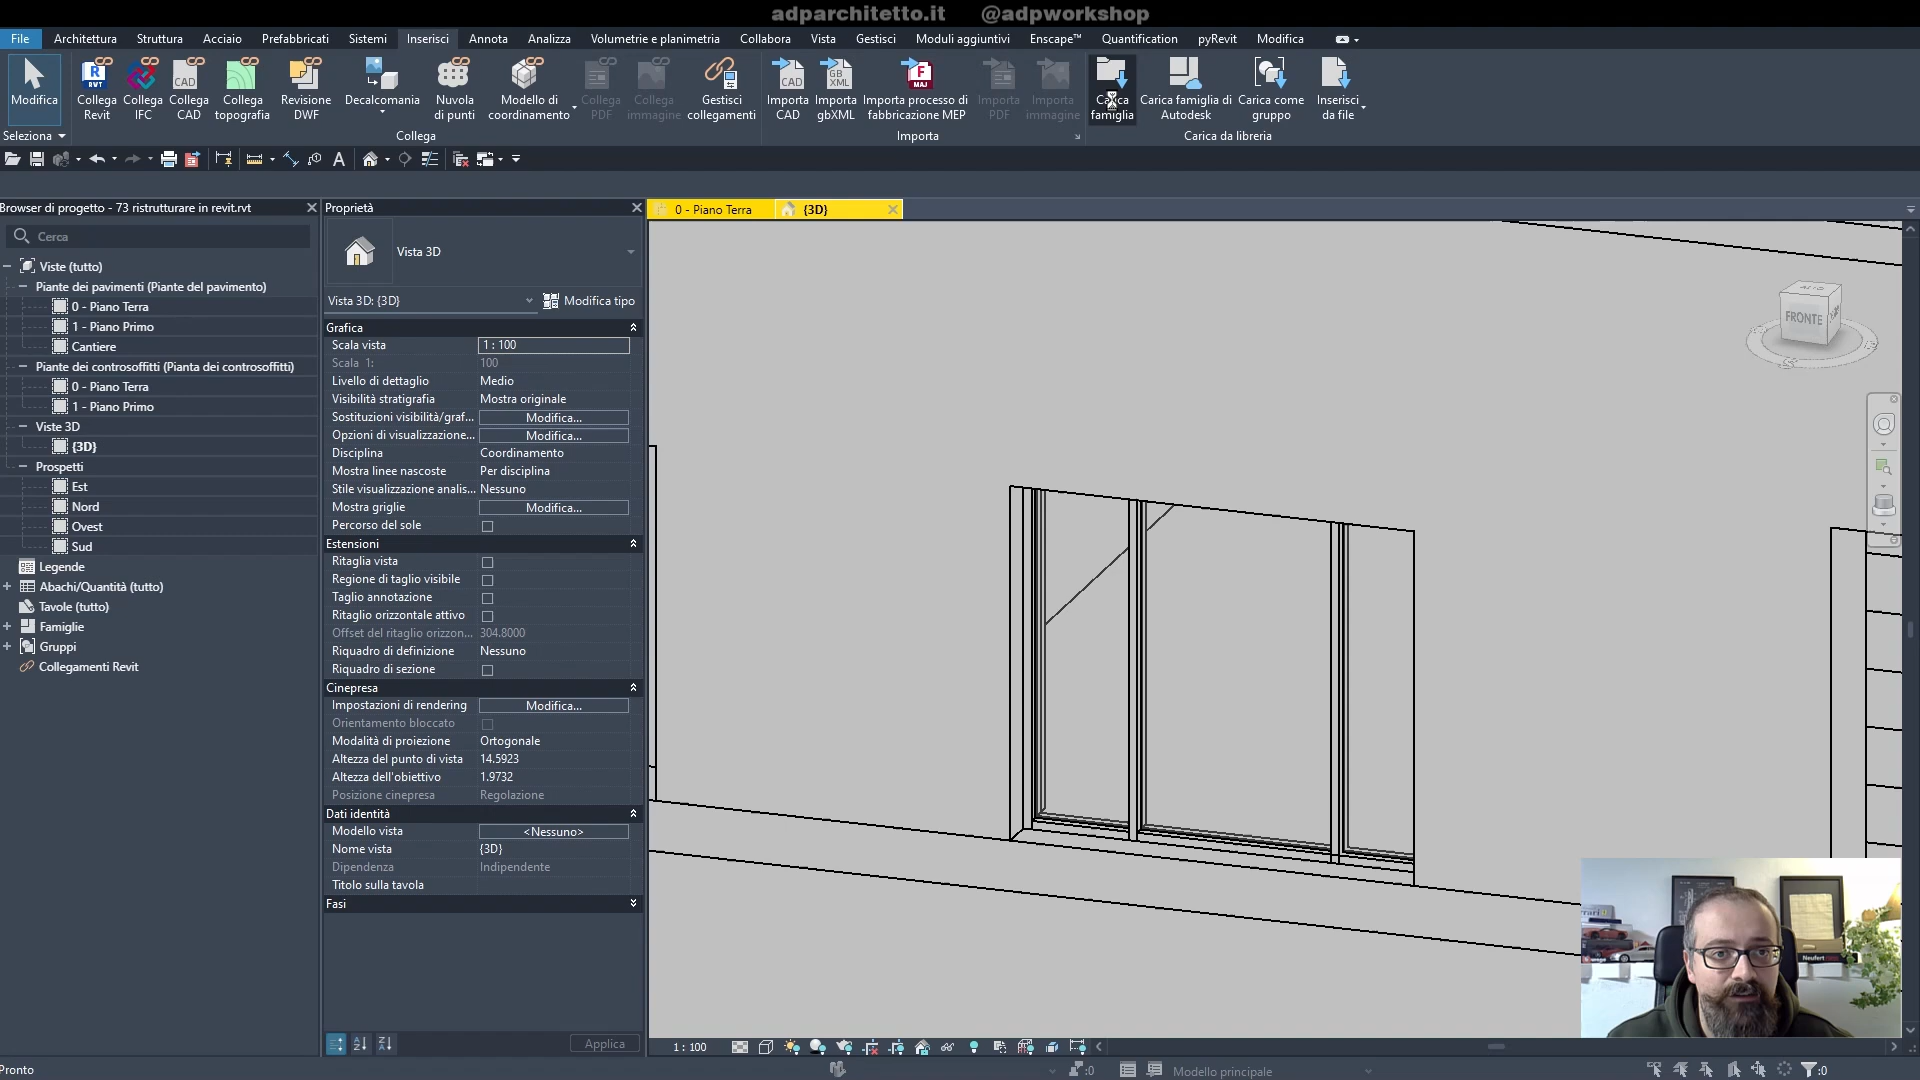 adparchitetto.it @adpworkshop
File Architettura Struttura Acciaio Prefabbricati Sistemi Inserisci Annota Analizza Volumetrie e planimetria Collabora Vista Gestisci Moduli aggiuntivi Enscape™ Quantification pyRevit Modifica
Modifica
Collega Revit
Collega IFC
Collega CAD
Collega topografia
Revisione DWF
Decalcomania
Nuvola di punti
Modello di coordinamento
Collega PDF
Collega immagine
Gestisci collegamenti
Importa CAD
Importa gbXML
Importa processo di fabbricazione MEP
Importa PDF
Importa immagine
Carica famiglia
Carica famiglia di Autodesk
Carica come gruppo
Inserisci da file
Seleziona Collega Importa Carica da libreria
Browser di progetto - 73 ristrutturare in revit.rvt
Cerca
Viste (tutto)
Piante dei pavimenti (Piante del pavimento)
0 - Piano Terra
1 - Piano Primo
Cantiere
Piante dei controsoffitti (Pianta dei controsoffitti)
0 - Piano Terra
1 - Piano Primo
Viste 3D
{3D}
Prospetti
Est
Nord
Ovest
Sud
Legende
Abachi/Quantità (tutto)
Tavole (tutto)
Famiglie
Gruppi
Collegamenti Revit
Proprietà
Vista 3D
Vista 3D: {3D} Modifica tipo
Grafica
Scala vista 1 : 100
Scala 1: 100
Livello di dettaglio Medio
Visibilità stratigrafia Mostra originale
Sostituzioni visibilità/graf... Modifica...
Opzioni di visualizzazione... Modifica...
Disciplina Coordinamento
Mostra linee nascoste Per disciplina
Stile visualizzazione analis... Nessuno
Mostra griglie Modifica...
Percorso del sole
Estensioni
Ritaglia vista
Regione di taglio visibile
Taglio annotazione
Ritaglio orizzontale attivo
Offset del ritaglio orizzon... 304.8000
Riquadro di definizione Nessuno
Riquadro di sezione
Cinepresa
Impostazioni di rendering Modifica...
Orientamento bloccato
Modalità di proiezione Ortogonale
Altezza del punto di vista 14.5923
Altezza dell'obiettivo 1.9732
Posizione cinepresa Regolazione
Dati identità
Modello vista <Nessuno>
Nome vista {3D}
Dipendenza Indipendente
Titolo sulla tavola
Fasi
Applica
0 - Piano Terra {3D}
FRONTE
1 : 100
Pronto
:0
Modello principale
:0
Neufert